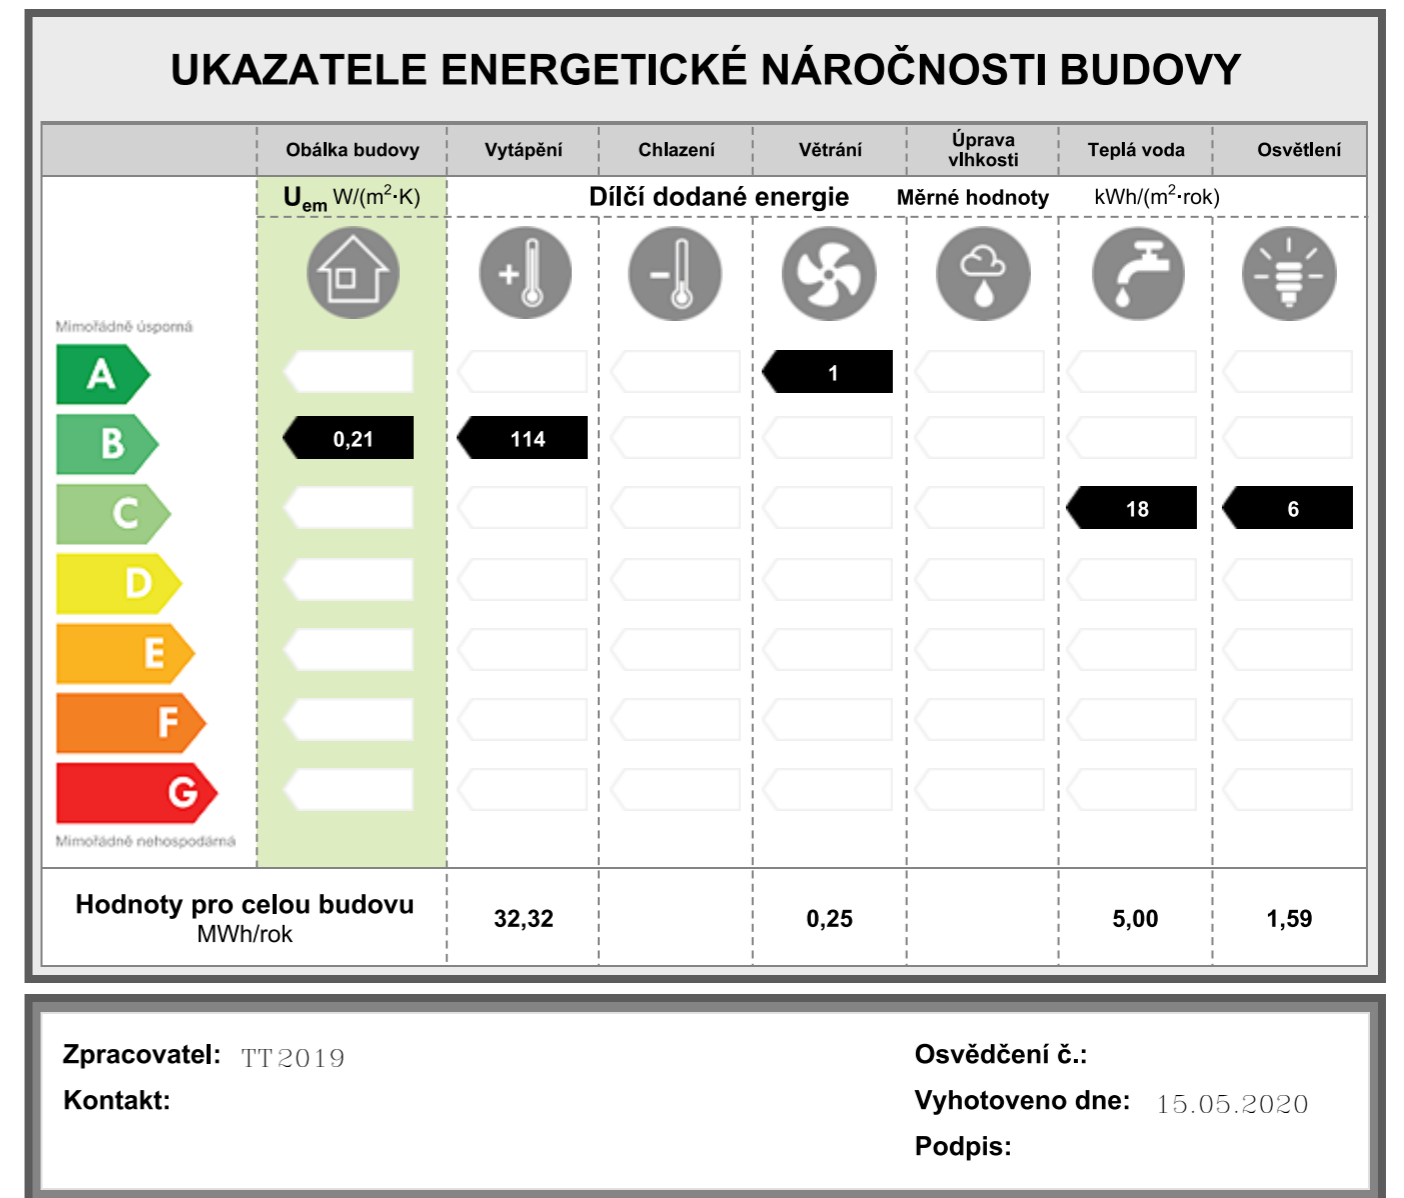 UKAZATELE ENERGETICKÉ NÁROČNOSTI BUDOVY
Obálka budovy Vytápění Chlazení Větrání Úprava vlhkosti Teplá voda Osvětlení
Uem W/(m²·K) Dílčí dodané energie Měrné hodnoty kWh/(m²·rok)
Mimořádně úsporná
A 1
B 0,21 114
C 18 6
D
E
F
G
Mimořádně nehospodárná
Hodnoty pro celou budovu
MWh/rok
32,32 0,25 5,00 1,59
Zpracovatel: TT2019 Osvědčení č.:
Kontakt: Vyhotoveno dne: 15.05.2020
Podpis: